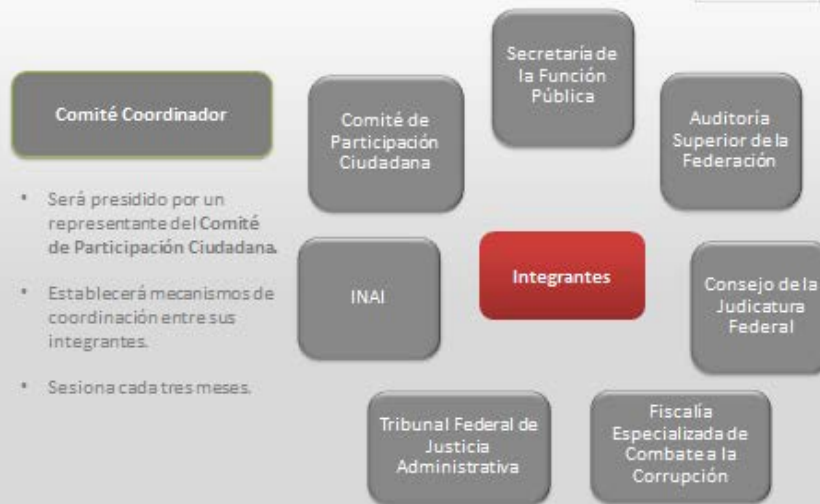 Comité Coordinador
• Será presidido por un
representante del Comité
de Participación Ciudadana.
• Establecerá mecanismos de
coordinación entre sus
integrantes.
• Sesiona cada tres meses.
Secretaría de
la Función
Pública
Comité de
Participación
Ciudadana
Auditoría
Superior de la
Federación
INAI
Integrantes
Consejo de la
Judicatura
Federal
Tribunal Federal de
Justicia
Administrativa
Fiscalía
Especializada de
Combate a la
Corrupción